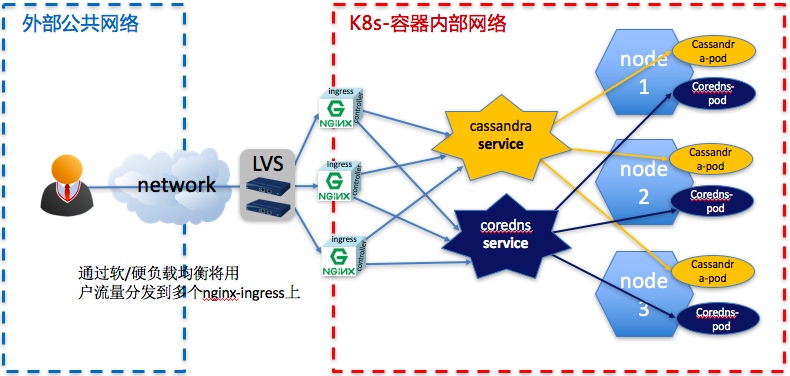 外部公共网络
K8s-容器内部网络
network
LVS
通过软/硬负载均衡将用
户流量分发到多个nginx-ingress上
ingress
controller
NGINX
ingress
controller
NGINX
ingress
controller
NGINX
cassandra
service
coredns
service
node
1
Cassandr
a-pod
Coredns-
pod
node
2
Cassandr
a-pod
Coredns-
pod
node
3
Cassandr
a-pod
Coredns-
pod